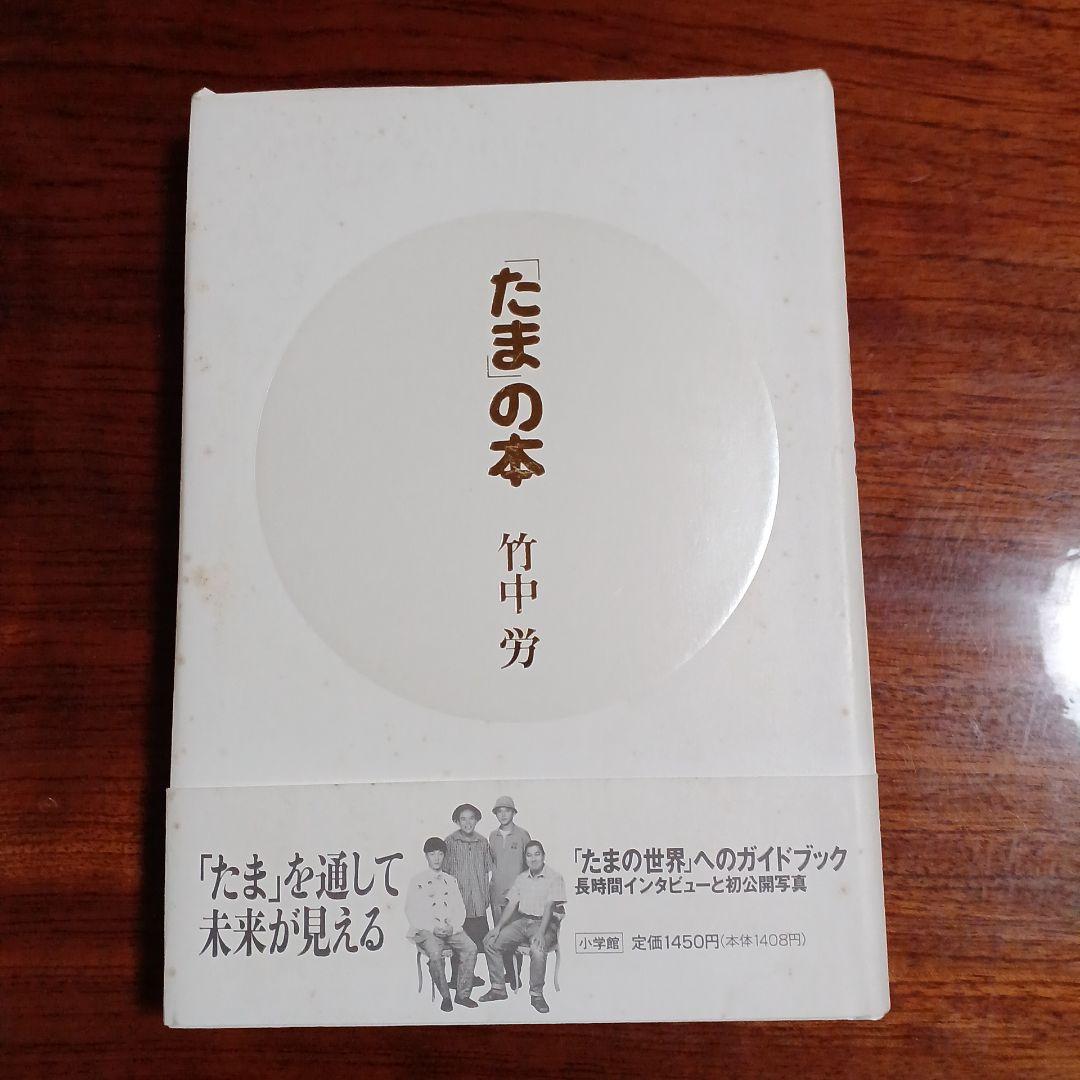 「たま」の本
竹中 労
「たま」を通して
未来が見える
「たまの世界」へのガイドブック
長時間インタビューと初公開写真
小学館 定価1450円(本体1408円)